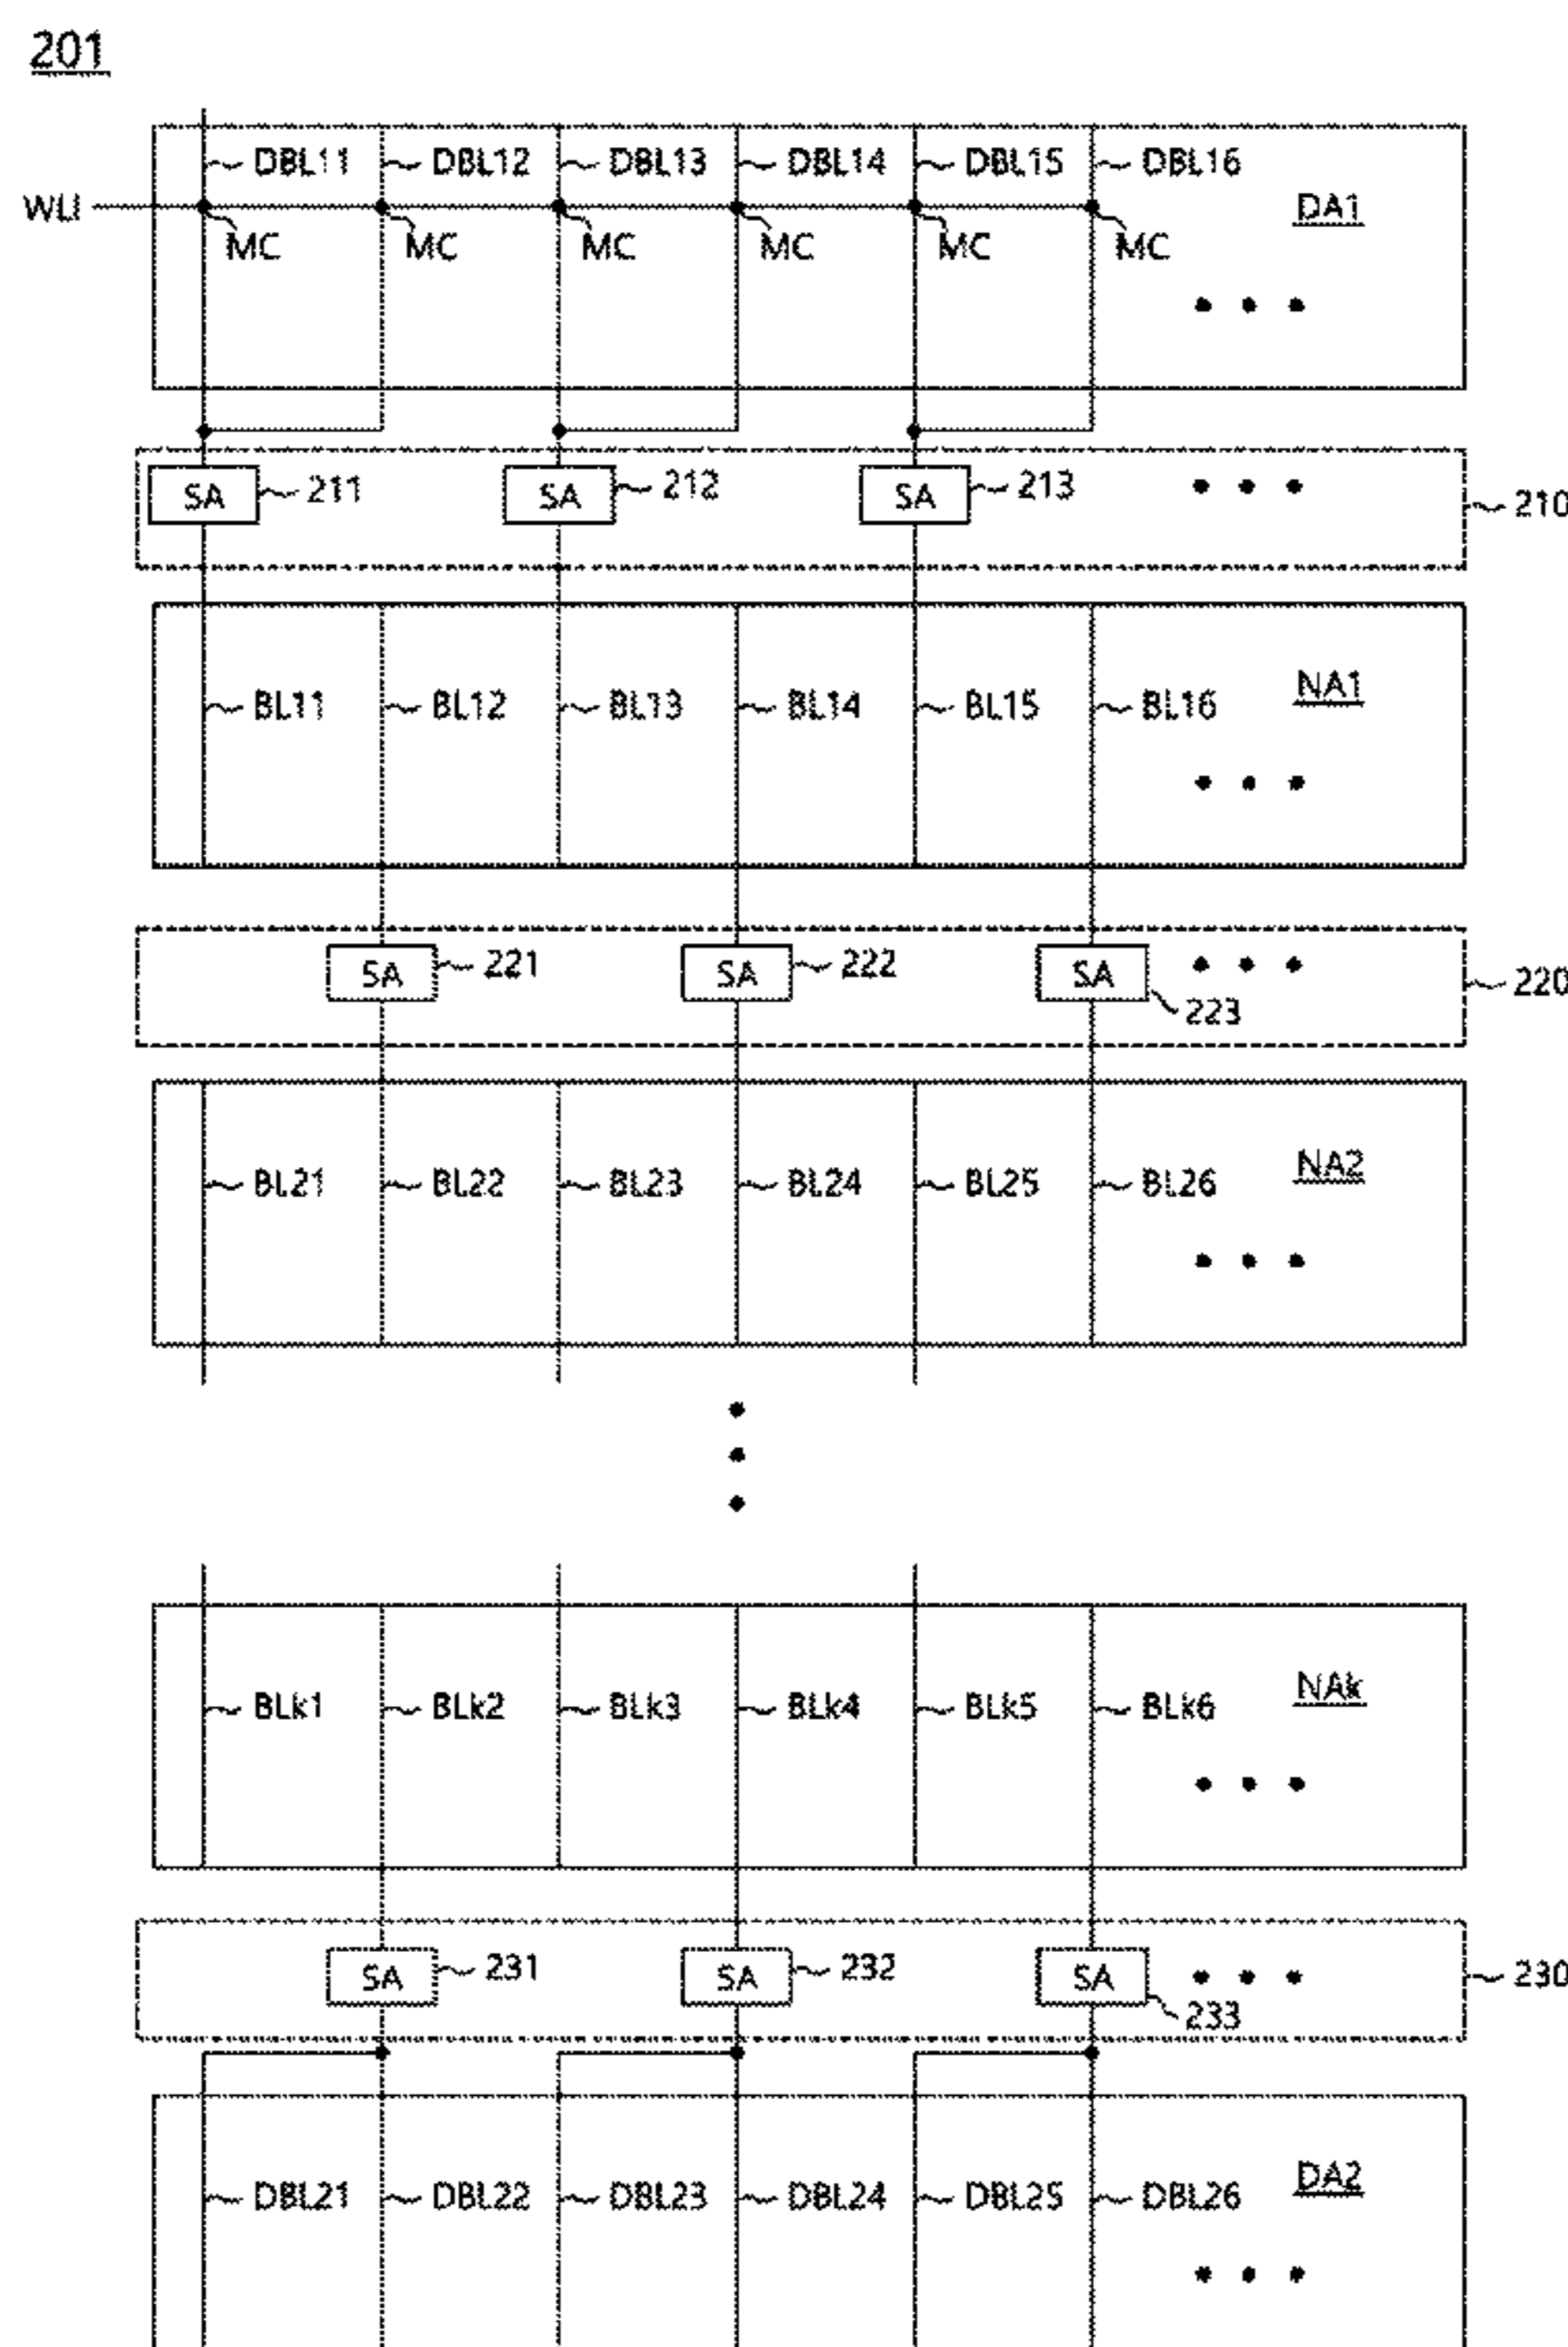 201
DBL11 DBL12 DBL13 DBL14 DBL15 DBL16
WLi DA1
MC MC MC MC MC MC
SA 211 SA 212 SA 213
210
BL11 BL12 BL13 BL14 BL15 BL16 NA1
SA 221 SA 222 SA 223
220
BL21 BL22 BL23 BL24 BL25 BL26 NA2
BLk1 BLk2 BLk3 BLk4 BLk5 BLk6 NAk
SA 231 SA 232 SA 233
230
DBL21 DBL22 DBL23 DBL24 DBL25 DBL26 DA2